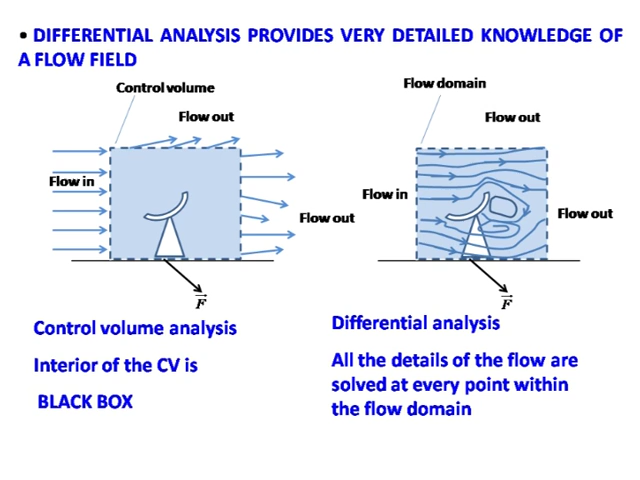 • DIFFERENTIAL ANALYSIS PROVIDES VERY DETAILED KNOWLEDGE OF
A FLOW FIELD
Control volume
Flow out
Flow in
Flow out
F
Flow domain
Flow out
Flow in
Flow out
F
Control volume analysis
Interior of the CV is
BLACK BOX
Differential analysis
All the details of the flow are
solved at every point within
the flow domain